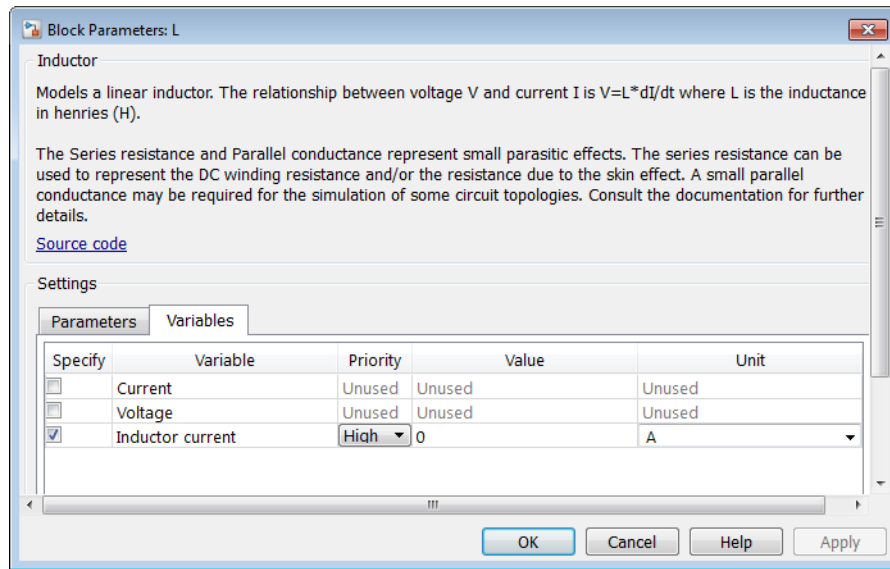 Block Parameters: L
Inductor
Models a linear inductor. The relationship between voltage V and current I is V=L*dI/dt where L is the inductance
in henries (H).
The Series resistance and Parallel conductance represent small parasitic effects. The series resistance can be
used to represent the DC winding resistance and/or the resistance due to the skin effect. A small parallel
conductance may be required for the simulation of some circuit topologies. Consult the documentation for further
details.
Source code
Settings
Parameters Variables
Specify Variable Priority Value Unit
Current Unused Unused Unused
Voltage Unused Unused Unused
Inductor current High 0 A
OK Cancel Help Apply